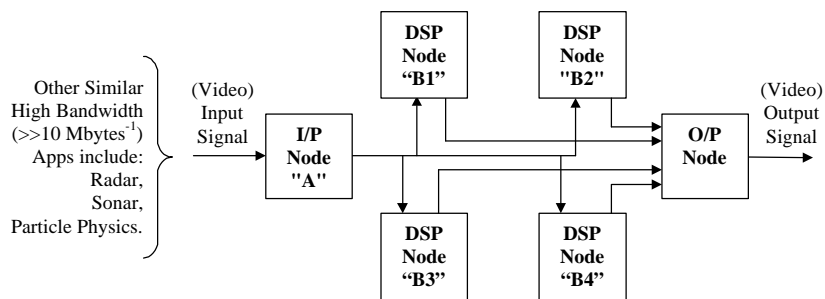 Other Similar
High Bandwidth
(>>10 Mbytes⁻¹)
Apps include:
Radar,
Sonar,
Particle Physics.
(Video)
Input
Signal
I/P
Node
"A"
DSP
Node
“B1”
DSP
Node
"B2"
DSP
Node
“B3”
DSP
Node
“B4”
O/P
Node
(Video)
Output
Signal